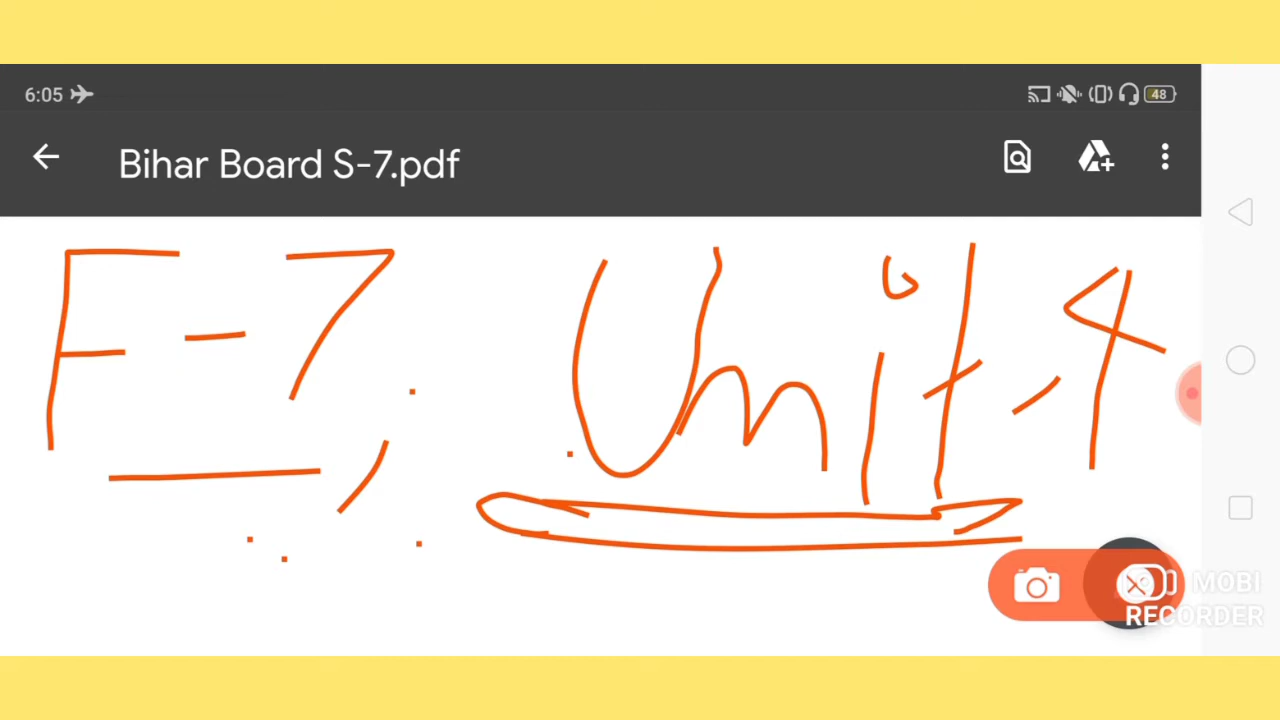 6:05 48
Bihar Board S-7.pdf
F-7, Unit-4
MOBI
RECORDER